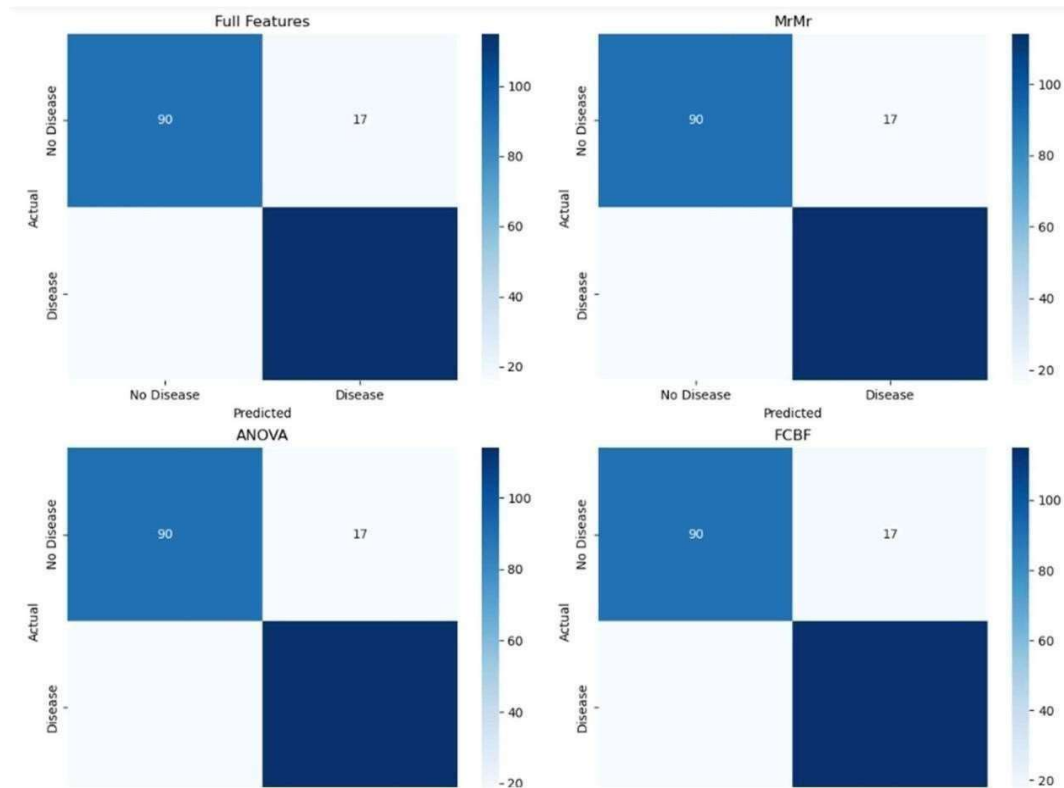 Full Features
Actual
No Disease
Disease
90
17
100
80
60
40
20
No Disease
Disease
Predicted
MrMr
Actual
No Disease
Disease
90
17
100
80
60
40
20
No Disease
Disease
Predicted
ANOVA
Actual
No Disease
Disease
90
17
100
80
60
40
20
FCBF
Actual
No Disease
Disease
90
17
100
80
60
40
20